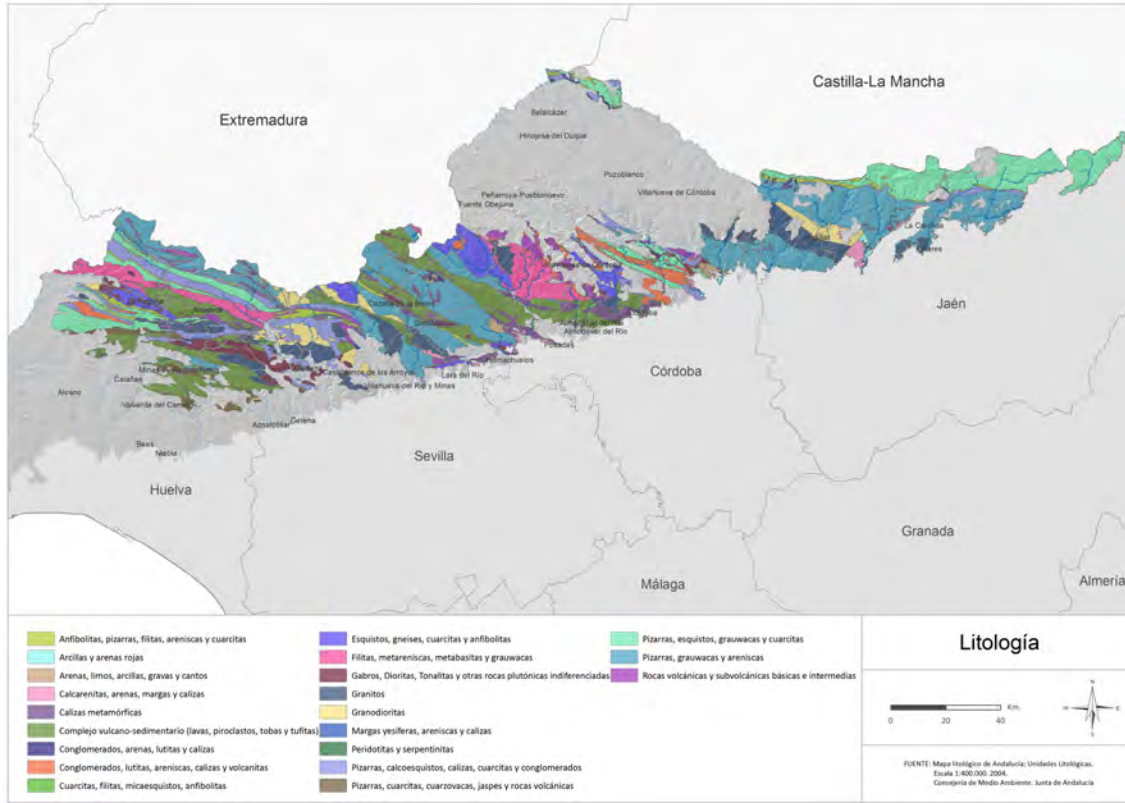 Castilla-La Mancha
Extremadura
Belalcázar
Hinojosa del Duque
Pozoblanco
Peñarroya-Pueblonuevo
Villanueva de Córdoba
Fuente Obejuna
La Carolina
Jaén
Almodóvar del Río
Posadas
Hornachuelos
Lora del Río
Córdoba
Castilblanco de los Arroyos
Villanueva del Río y Minas
Minas de
Calañas
Alosno
Valverde del Camino
Gerena
Aznalcóllar
Beas
Niebla
Sevilla
Huelva
Granada
Málaga
Almería
Anfibolitas, pizarras, filitas, areniscas y cuarcitas
Arcillas y arenas rojas
Arenas, limos, arcillas, gravas y cantos
Calcarenitas, arenas, margas y calizas
Calizas metamórficas
Complejo vulcano-sedimentario (lavas, piroclastos, tobas y tufitas)
Conglomerados, arenas, lutitas y calizas
Conglomerados, lutitas, areniscas, calizas y volcanitas
Cuarcitas, filitas, micaesquistos, anfibolitas
Esquistos, gneises, cuarcitas y anfibolitas
Filitas, metareniscas, metabasitas y grauwacas
Gabros, Dioritas, Tonalitas y otras rocas plutónicas indiferenciadas
Granitos
Granodioritas
Margas yesíferas, areniscas y calizas
Peridotitas y serpentinitas
Pizarras, calcoesquistos, calizas, cuarcitas y conglomerados
Pizarras, cuarcitas, cuarzovacas, jaspes y rocas volcánicas
Pizarras, esquistos, grauwacas y cuarcitas
Pizarras, grauwacas y areniscas
Rocas volcánicas y subvolcánicas básicas e intermedias
Litología
Km.
0 20 40
N
E
S
FUENTE: Mapa litológico de Andalucía: Unidades Litológicas.
Escala 1:400.000. 2004.
Consejería de Medio Ambiente. Junta de Andalucía